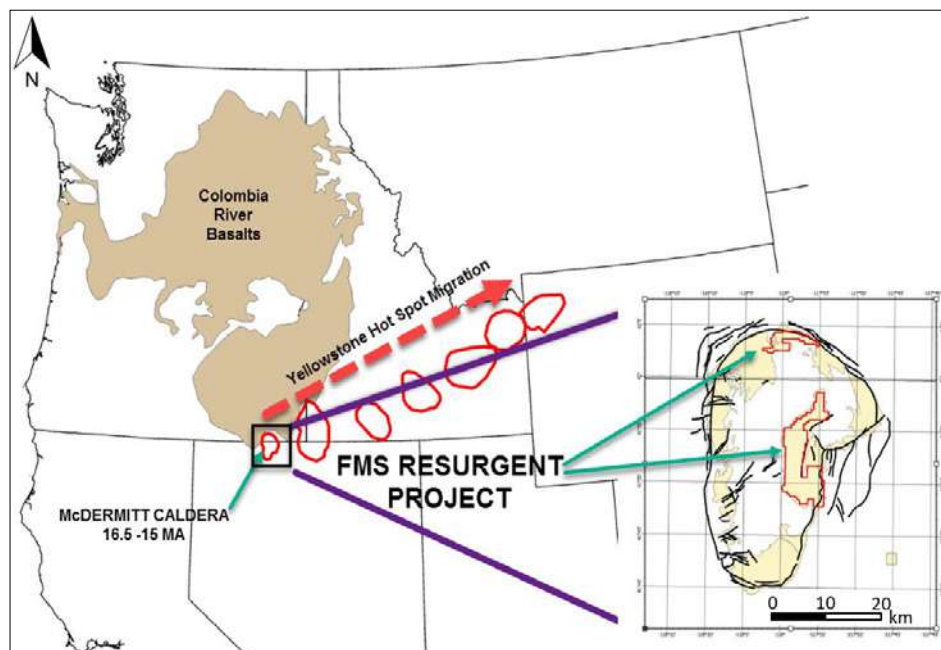 N
Colombia
River
Basalts
Yellowstone Hot Spot Migration
FMS RESURGENT
PROJECT
McDERMITT CALDERA
16.5 -15 MA
0 10 20
km